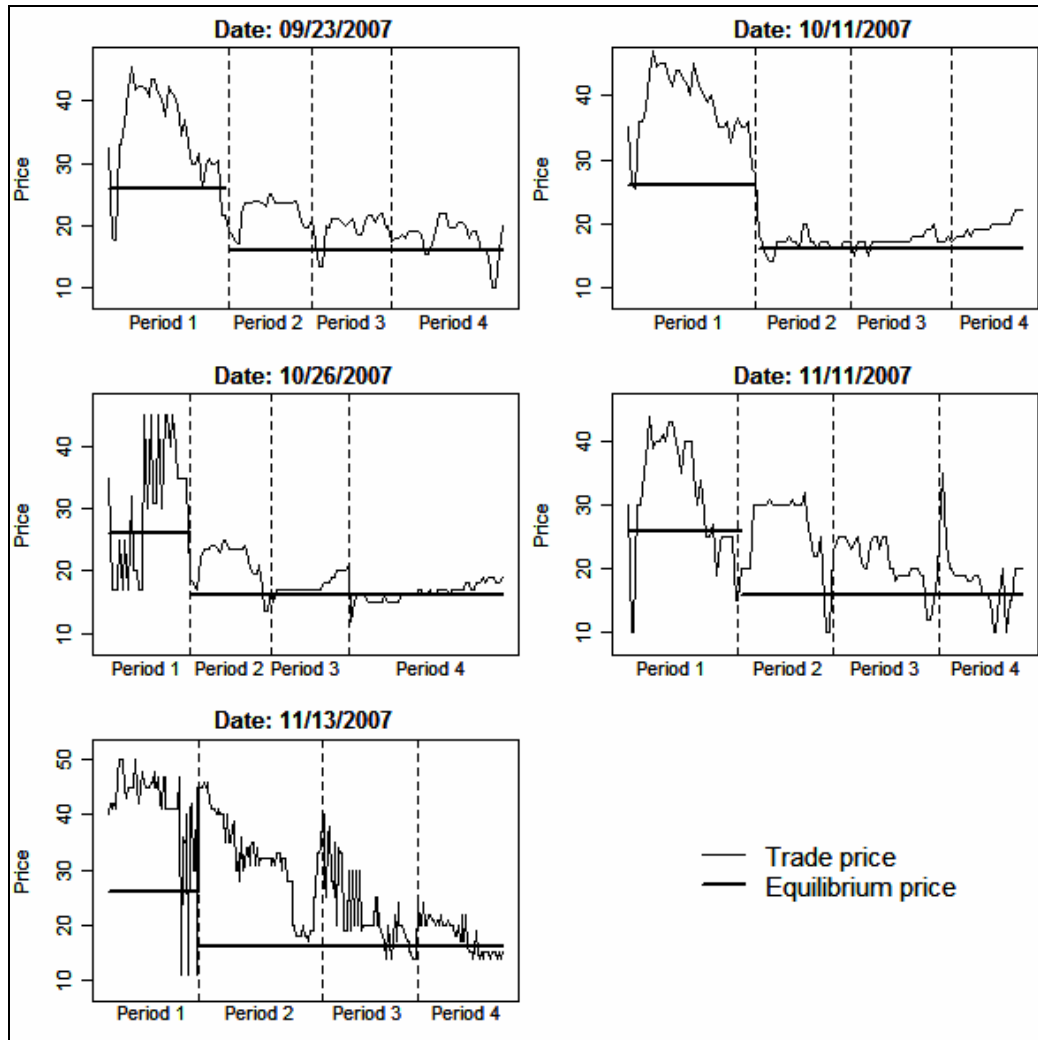 Date: 09/23/2007
Price
40
30
20
10
Period 1 Period 2 Period 3 Period 4
Date: 10/11/2007
Price
40
30
20
10
Period 1 Period 2 Period 3 Period 4
Date: 10/26/2007
Price
40
30
20
10
Period 1 Period 2 Period 3 Period 4
Date: 11/11/2007
Price
40
30
20
10
Period 1 Period 2 Period 3 Period 4
Date: 11/13/2007
Price
50
40
30
20
10
Period 1 Period 2 Period 3 Period 4
Trade price
Equilibrium price